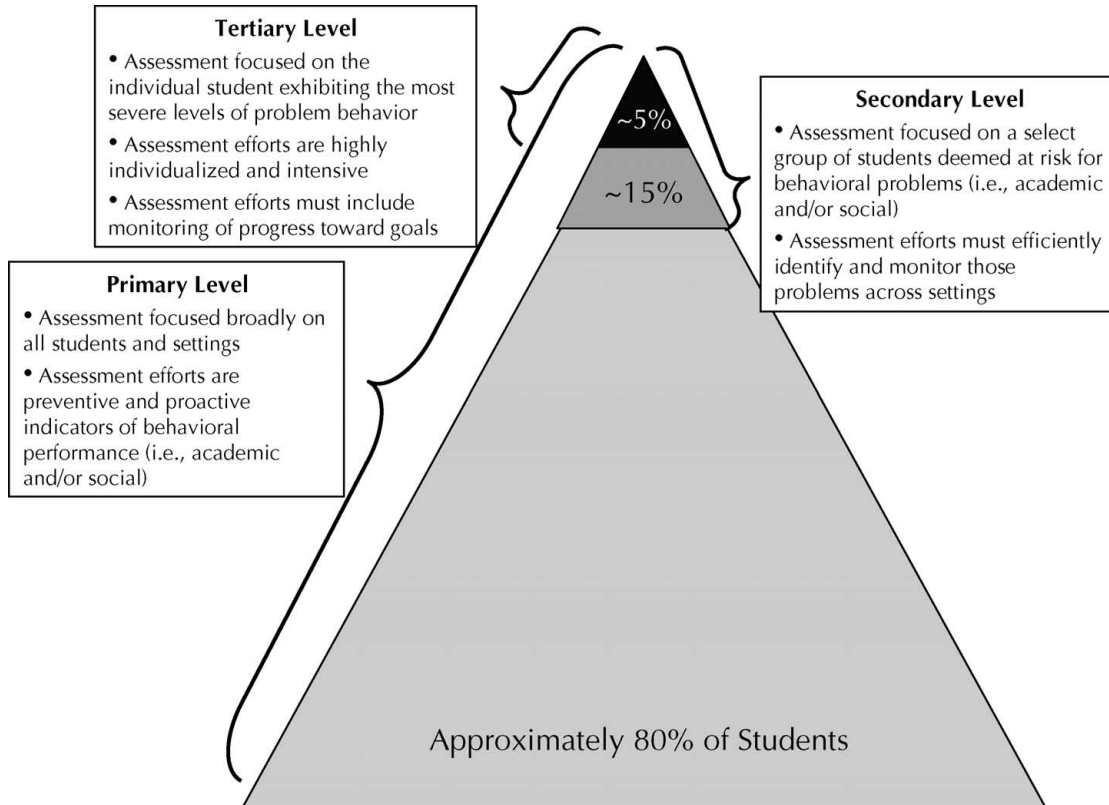 Tertiary Level
• Assessment focused on the
individual student exhibiting the most
severe levels of problem behavior
• Assessment efforts are highly
individualized and intensive
• Assessment efforts must include
monitoring of progress toward goals
Primary Level
• Assessment focused broadly on
all students and settings
• Assessment efforts are
preventive and proactive
indicators of behavioral
performance (i.e., academic
and/or social)
~5%
~15%
Secondary Level
• Assessment focused on a select
group of students deemed at risk for
behavioral problems (i.e., academic
and/or social)
• Assessment efforts must efficiently
identify and monitor those
problems across settings
Approximately 80% of Students